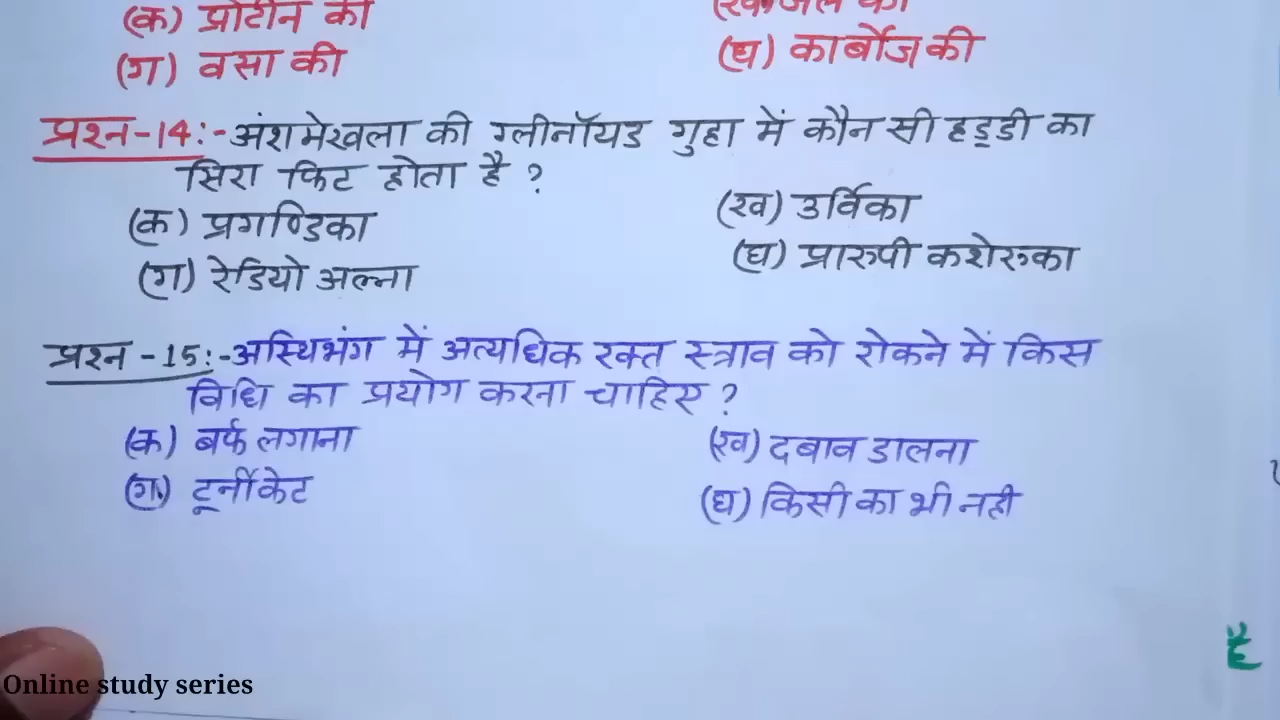 (क) प्रोटीन की
(ग) वसा की
(घ) कार्बोज की
प्रश्न-14:- अंशमेखला की ग्लीनॉयड गुहा में कौन सी हड्डी का
सिरा फिट होता है ?
(क) प्रगण्डिका
(ख) उर्विका
(ग) रेडियो अल्ना
(घ) प्रारुपी कशेरुका
प्रश्न -15:- अस्थिभंग में अत्यधिक रक्त स्त्राव को रोकने में किस
विधि का प्रयोग करना चाहिए ?
(क) बर्फ लगाना
(ख) दबाव डालना
(ग) टूर्नीकेट
(घ) किसी का भी नही
Online study series